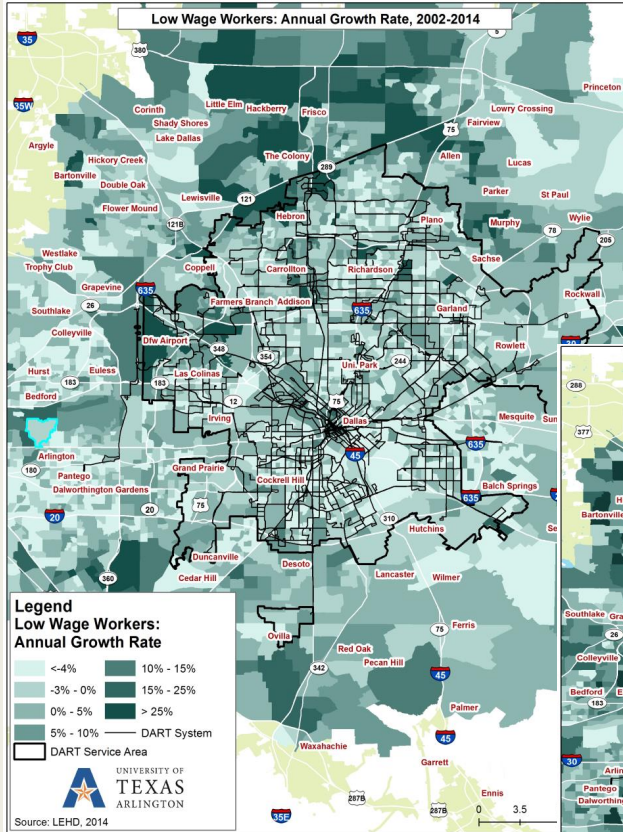 Low Wage Workers: Annual Growth Rate, 2002-2014
35
380
5
35W
Princeton
Little Elm
Hackberry
Corinth
Frisco
Lowry Crossing
Shady Shores
75
Fairview
Lake Dallas
Argyle
The Colony
Allen
Hickory Creek
289
Lucas
Bartonville
Double Oak
Parker
St Paul
Lewisville
121
Flower Mound
Hebron
Plano
Murphy
Wylie
121B
78
205
Westlake
Sachse
Trophy Club
Coppell
Carrollton
Richardson
Grapevine
635
Rockwall
26
Farmers Branch
Addison
635
Garland
Southlake
Colleyville
Dfw Airport
348
30
354
Rowlett
Hurst
Euless
Uni. Park
244
183
183
Las Colinas
288
Bedford
12
75
Irving
Dallas
Mesquite
Sun
377
635
Arlington
45
180
Grand Prairie
Pantego
Cockrell Hill
Balch Springs
Dalworthington Gardens
75
635
H
20
20
310
Hutchins
Se
Bartonville
Duncanville
Desoto
360
Cedar Hill
Lancaster
Wilmer
Legend
Low Wage Workers:
Annual Growth Rate
<-4%
-3% - 0%
0% - 5%
5% - 10%
10% - 15%
15% - 25%
> 25%
DART System
DART Service Area
Ovilla
75
Ferris
Southlake
Gra
26
Red Oak
342
Pecan Hill
Colleyville
45
Bedford
E
183
Palmer
45
Waxahachie
30
Garrett
Arlin
UNIVERSITY OF
TEXAS
ARLINGTON
Pantego
287B
Ennis
Dalworthing
287B
35E
0
3.5
Source: LEHD, 2014